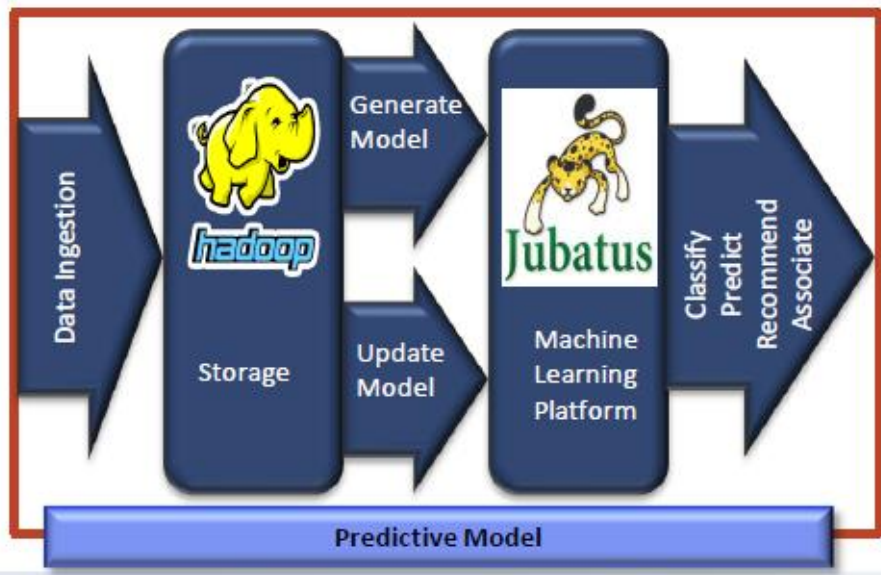 Data Ingestion
hadoop
Storage
Generate
Model
Update
Model
Jubatus
Machine
Learning
Platform
Classify
Predict
Recommend
Associate
Predictive Model